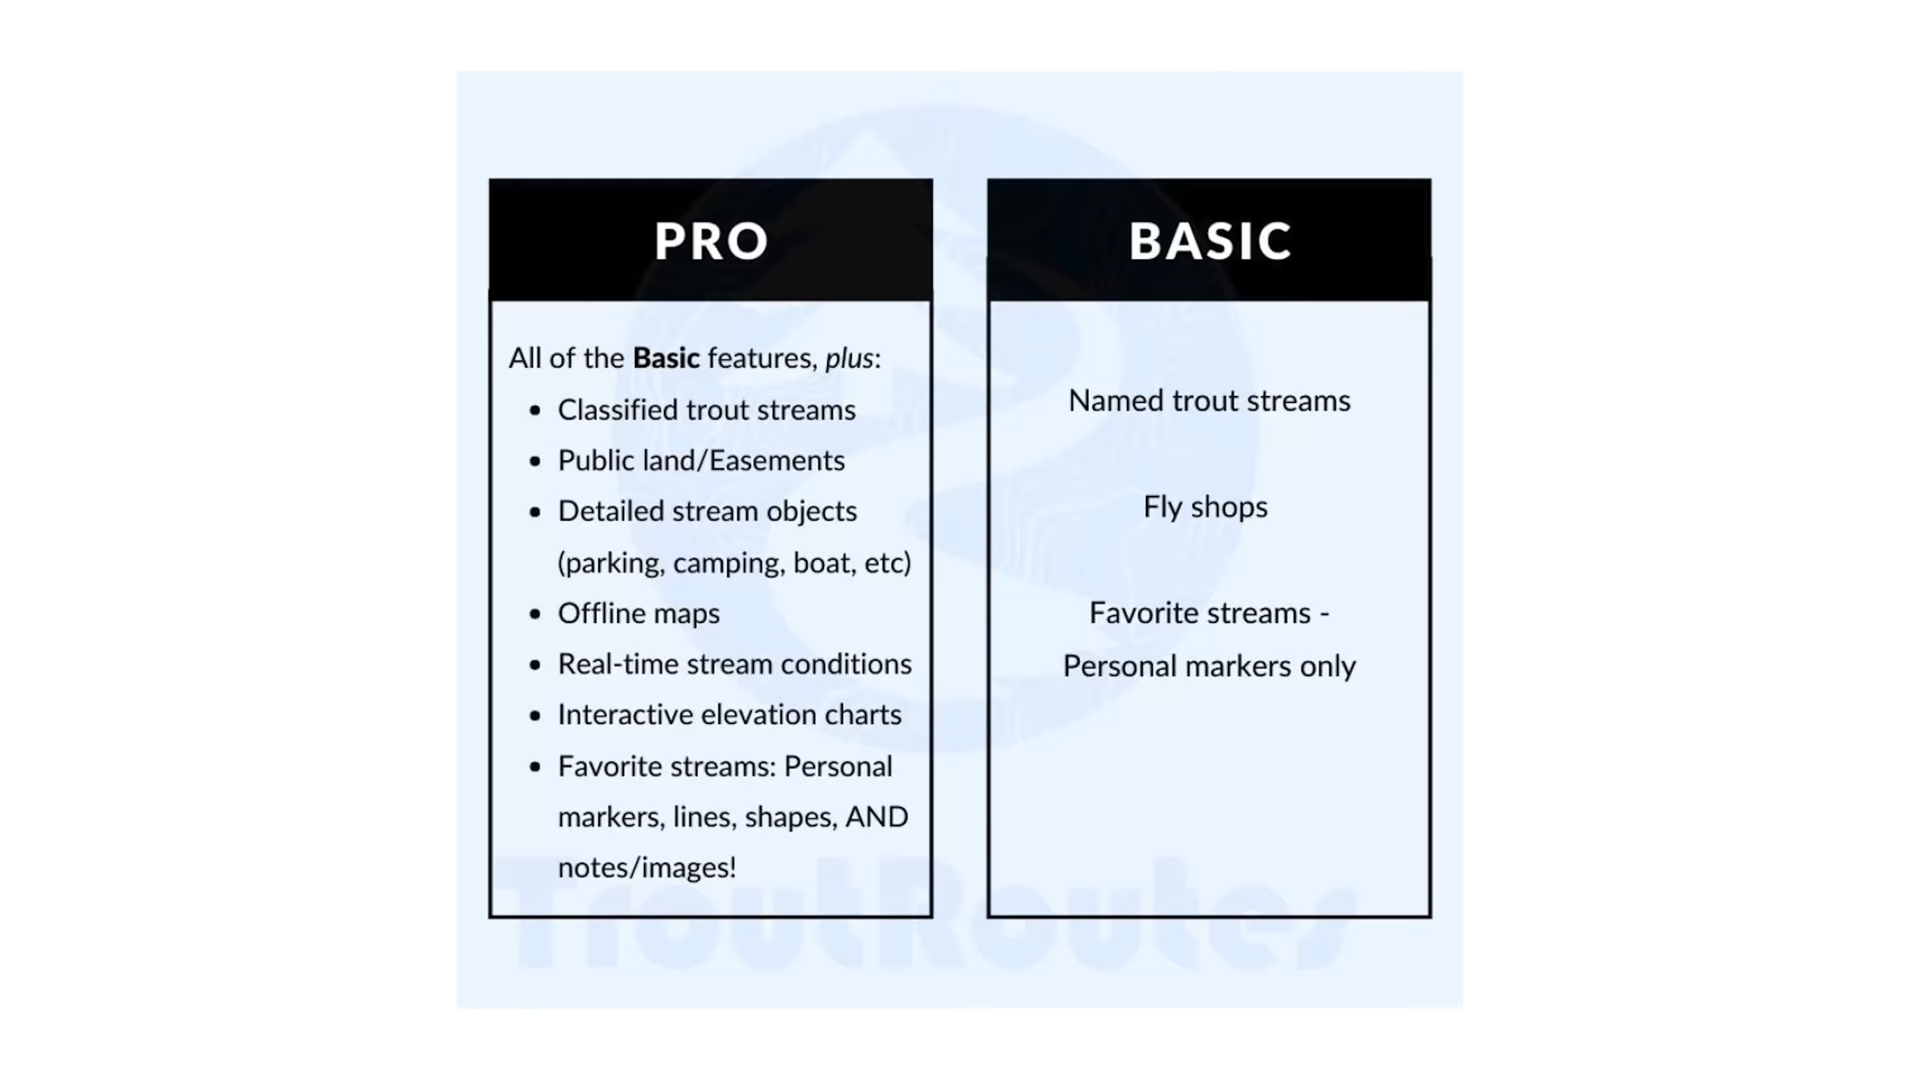 PRO
All of the Basic features, plus:
• Classified trout streams
• Public land/Easements
• Detailed stream objects
(parking, camping, boat, etc)
• Offline maps
• Real-time stream conditions
• Interactive elevation charts
• Favorite streams: Personal
markers, lines, shapes, AND
notes/images!
BASIC
Named trout streams
Fly shops
Favorite streams -
Personal markers only
TroutRoutes